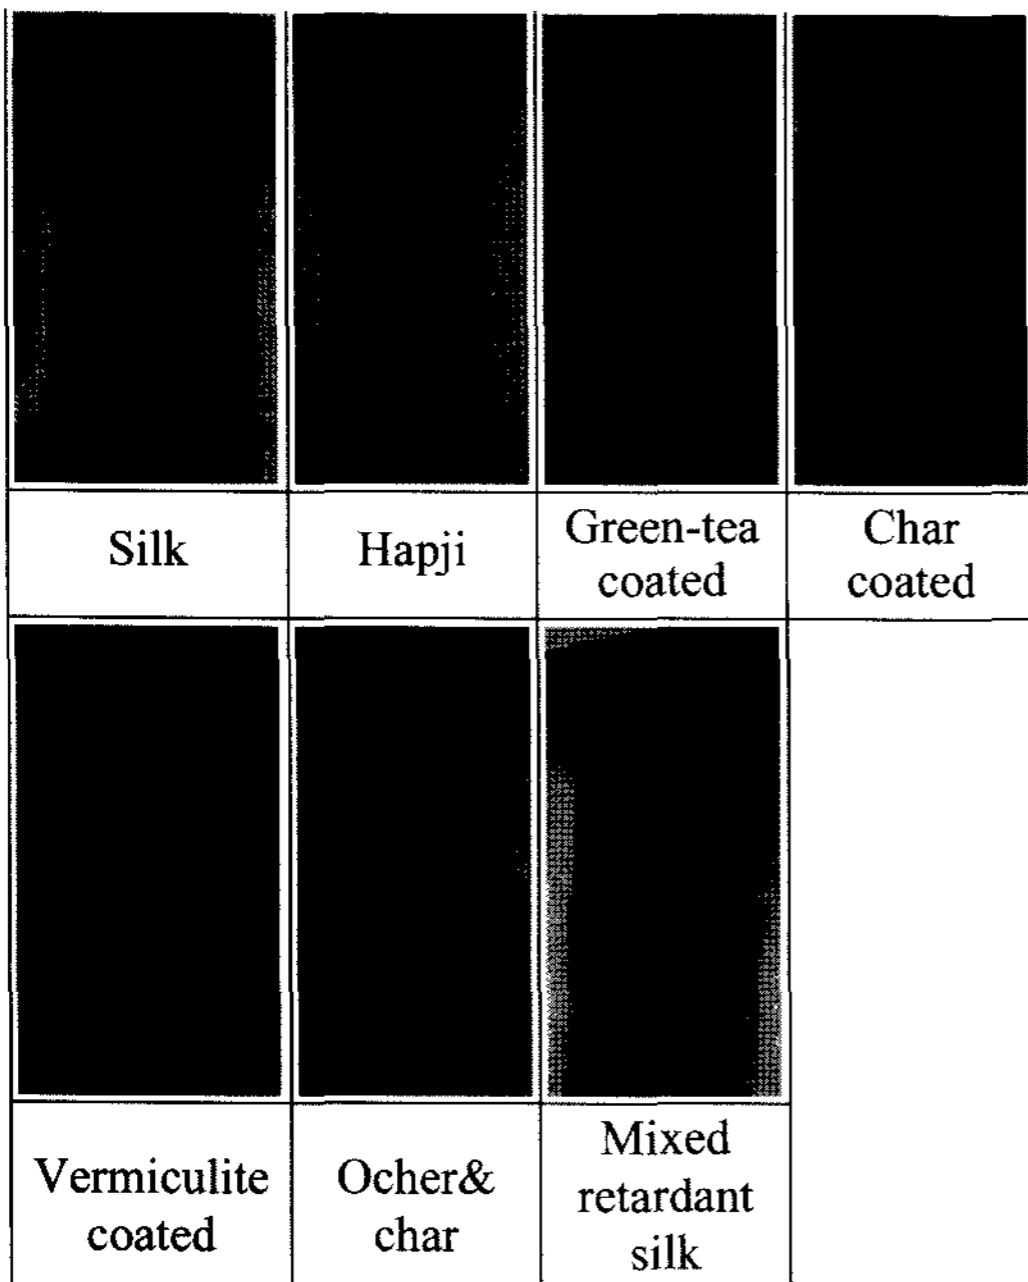 Silk
Hapji
Green-tea
coated
Char
coated
Vermiculite
coated
Ocher&
char
Mixed
retardant
silk